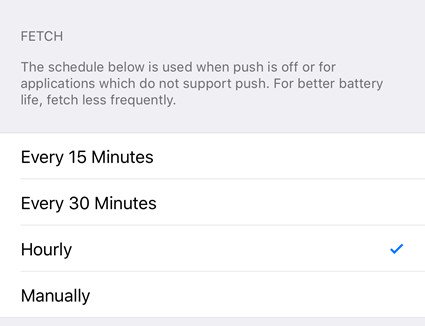 FETCH
The schedule below is used when push is off or for
applications which do not support push. For better battery
life, fetch less frequently.
Every 15 Minutes
Every 30 Minutes
Hourly
Manually